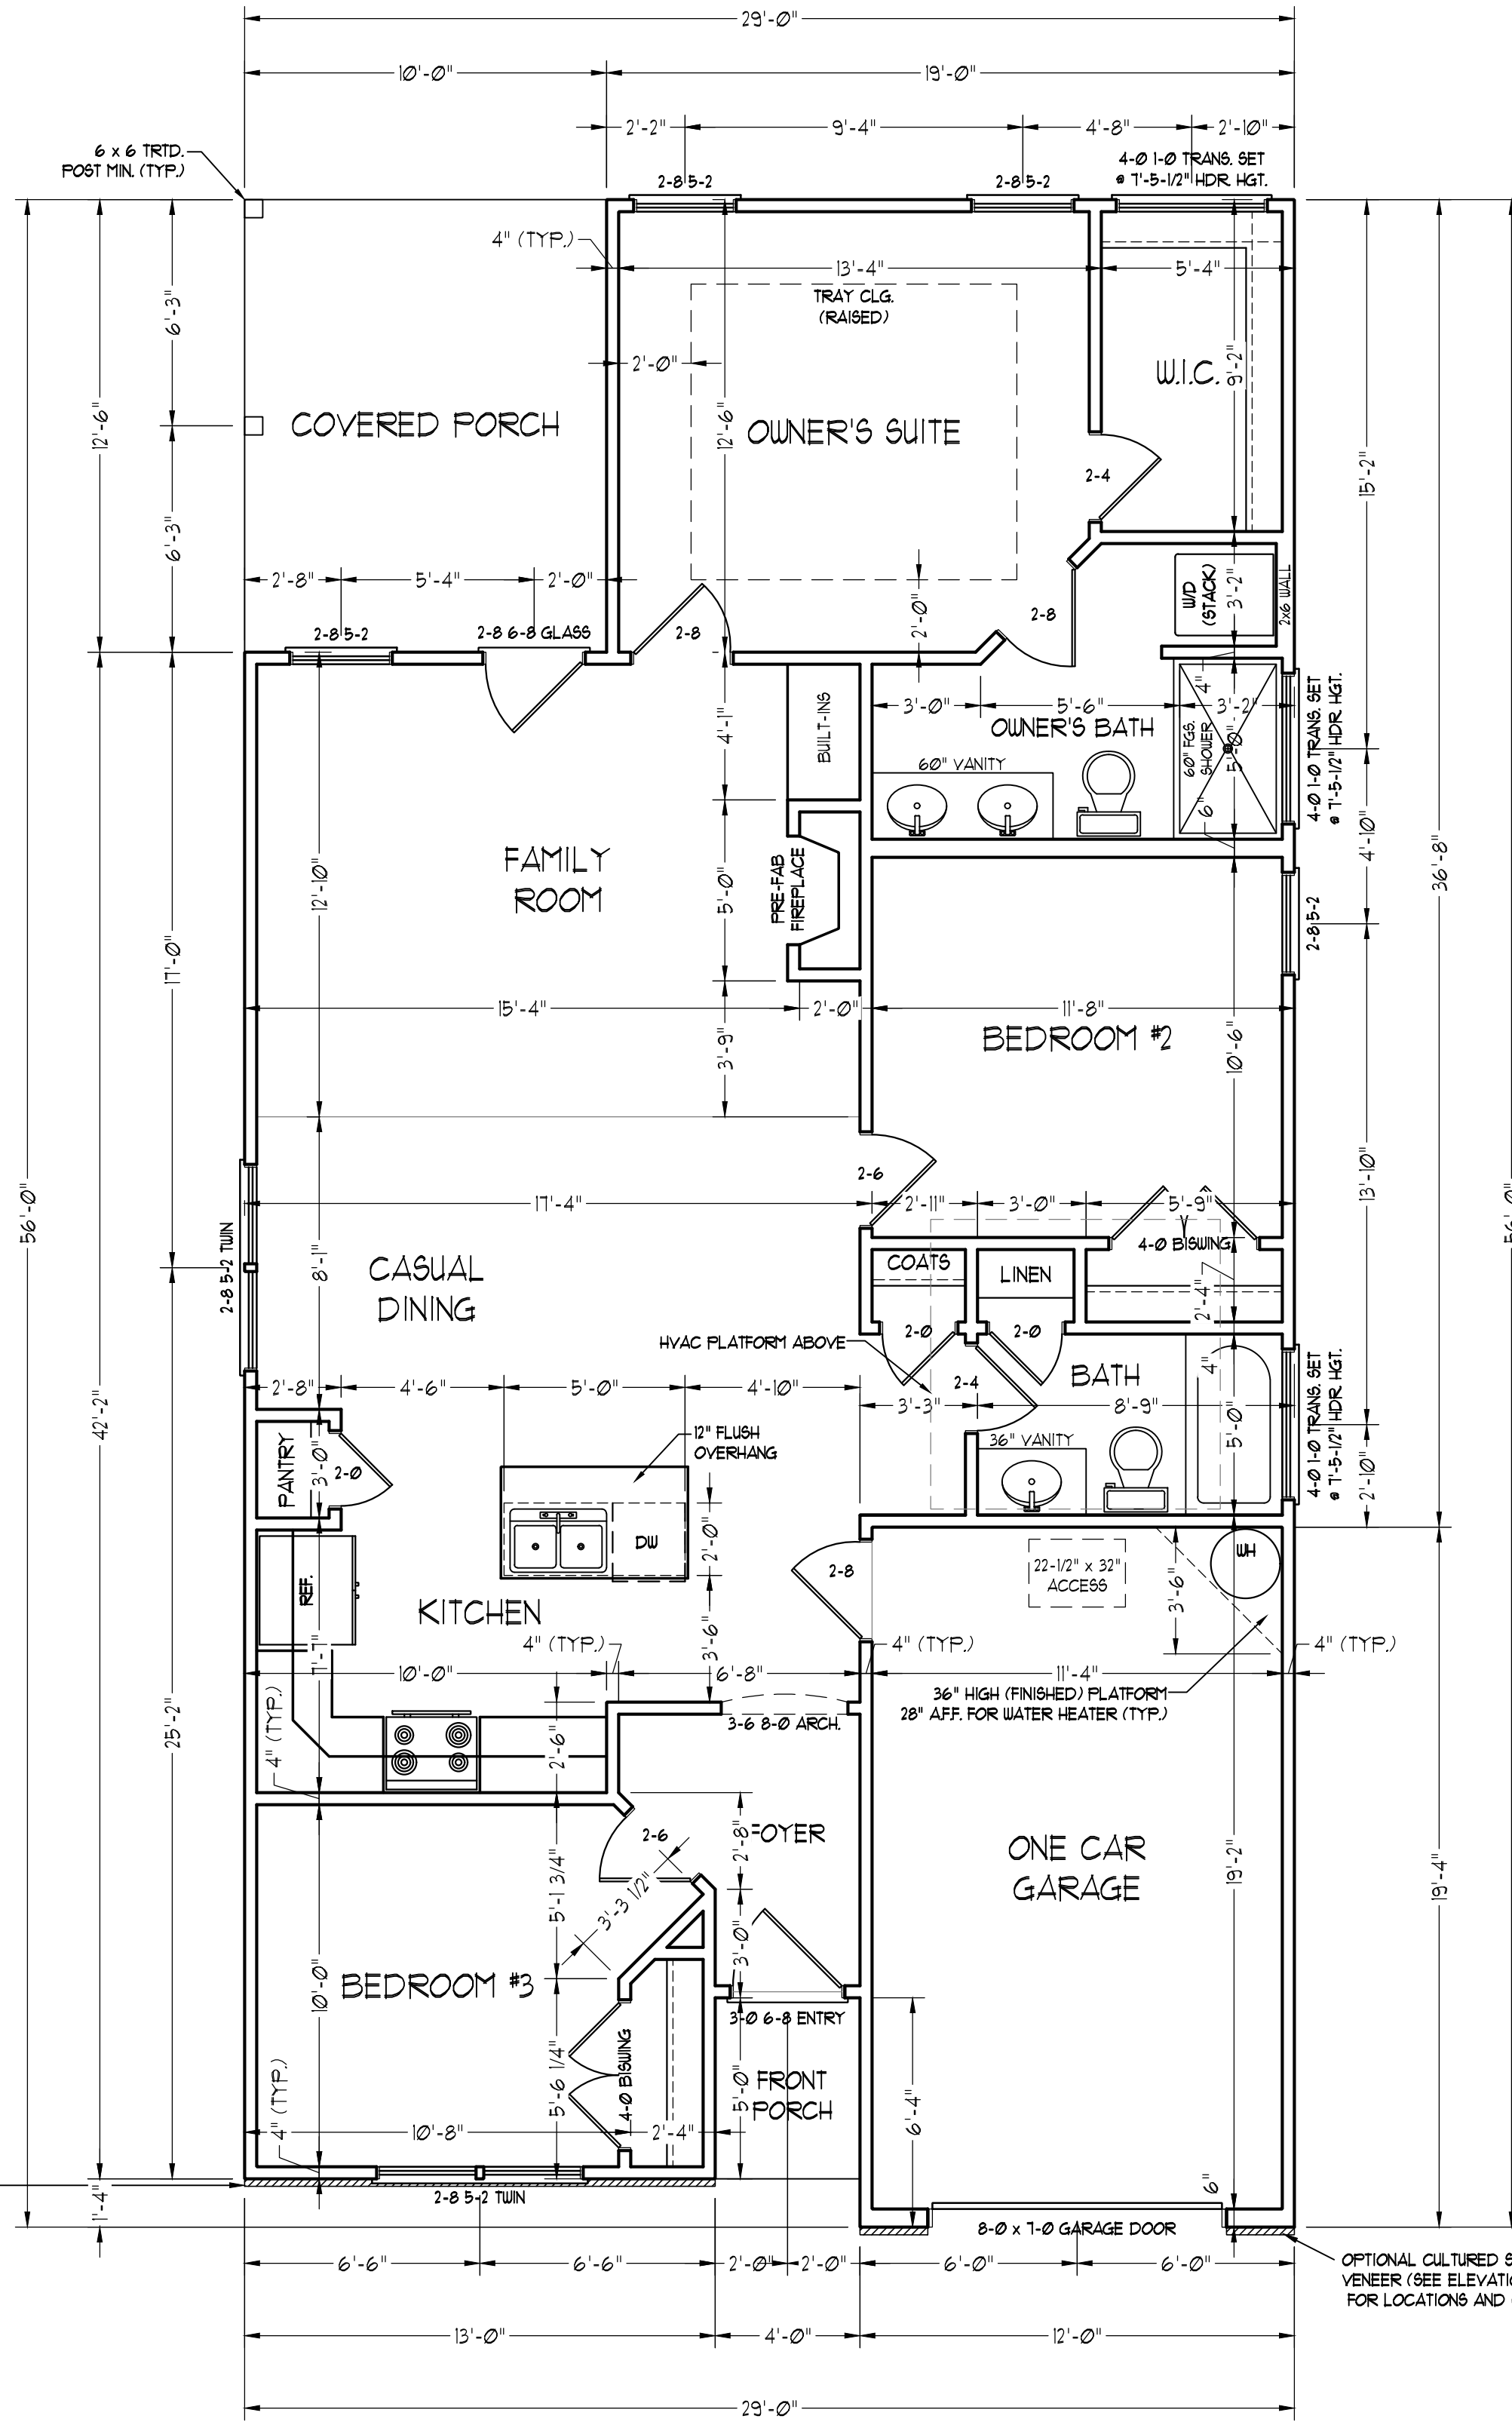 29'-0"
10'-0"
19'-0"
2'-2"
9'-4"
4'-8"
2'-10"
6 x 6 TRTD.
POST MIN. (TYP.)
2-8 5-2
2-8 5-2
4-0 1-0 TRANS. SET
@ 7'-5-1/2" HDR. HGT.
4" (TYP.)
13'-4"
5'-4"
TRAY CLG.
(RAISED)
6'-3"
2'-0"
W.I.C.
9'-2"
12'-6"
COVERED PORCH
12'-6"
OWNER'S SUITE
2-4
15'-2"
6'-3"
2'-8"
5'-4"
2'-0"
2'-0"
W/D
(STACK)
3'-2"
2x6 WALL
2-8 5-2
2-8 6-8 GLASS
2-8
2-8
4"
3'-0"
5'-6"
3'-2"
4'-1"
BUILT-INS
OWNER'S BATH
60" VANITY
60" FGS.
SHOWER
5'-0"
6"
4-0 1-0 TRANS. SET
@ 7'-5-1/2" HDR. HGT.
4'-10"
36'-8"
FAMILY
ROOM
12'-10"
5'-0"
PRE-FAB
FIREPLACE
2-8 5-2
17'-0"
15'-4"
2'-0"
11'-8"
BEDROOM #2
3'-9"
10'-6"
2-6
13'-10"
56'-0"
17'-4"
2'-11"
3'-0"
5'-9"
56'-0"
2-8 5-2 TWIN
8'-1"
CASUAL
DINING
COATS
LINEN
4-0 BISWING
2'-4"
HVAC PLATFORM ABOVE
2-0
2-0
2-4
BATH
4"
4-0 1-0 TRANS. SET
@ 7'-5-1/2" HDR. HGT.
42'-2"
2'-8"
4'-6"
5'-0"
4'-10"
3'-3"
8'-9"
5'-0"
12" FLUSH
OVERHANG
36" VANITY
PANTRY
3'-0"
2-0
2'-10"
DW
2'-0"
REF.
KITCHEN
2-8
22-1/2" x 32"
ACCESS
WH
3'-6"
3'-6"
7'-7"
4" (TYP.)
4" (TYP.)
4" (TYP.)
10'-0"
6'-8"
11'-4"
36" HIGH (FINISHED) PLATFORM
28" A.F.F. FOR WATER HEATER (TYP.)
4" (TYP.)
25'-2"
2'-6"
3-6 8-0 ARCH.
2-6
2'-8"
FOYER
ONE CAR
GARAGE
5'-1 3/4"
3'-3 1/2"
19'-2"
19'-4"
3'-0"
BEDROOM #3
10'-0"
3-0 6-8 ENTRY
4" (TYP.)
5'-6 1/4"
4-0 BISWING
5'-0"
FRONT
PORCH
6'-4"
10'-8"
2'-4"
6"
1'-4"
2-8 5-2 TWIN
8-0 x 7-0 GARAGE DOOR
6'-6"
6'-6"
2'-0"
2'-0"
6'-0"
6'-0"
OPTIONAL CULTURED S
VENEER (SEE ELEVATIO
FOR LOCATIONS AND
13'-0"
4'-0"
12'-0"
29'-0"